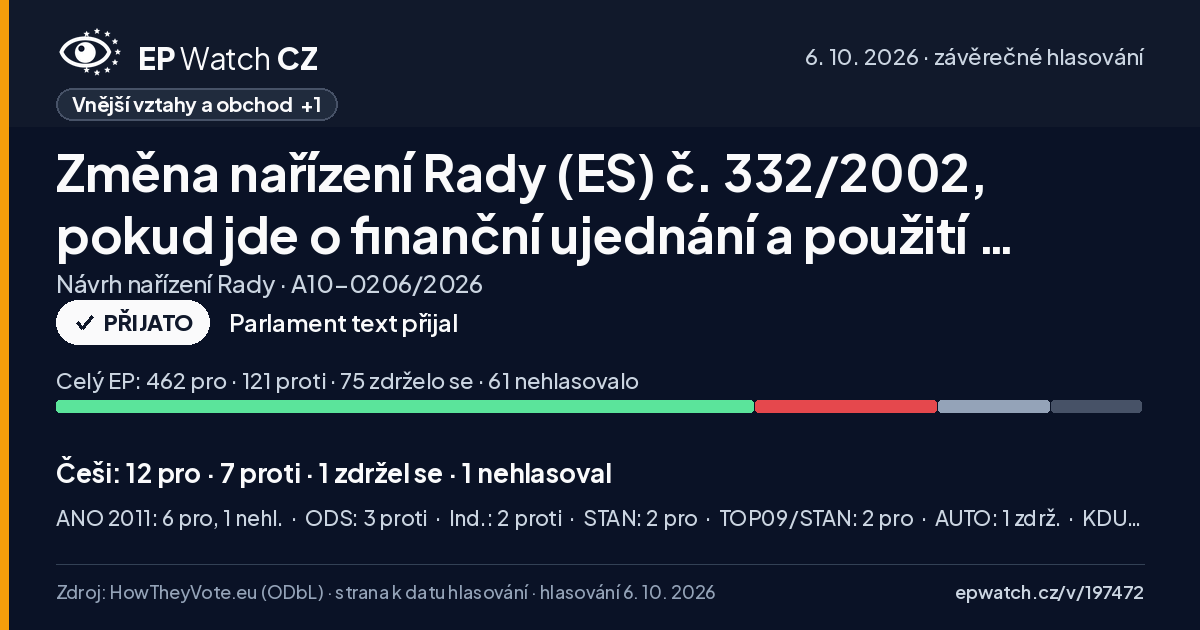 EP Watch CZ
6. 10. 2026 · závěrečné hlasování
Vnější vztahy a obchod +1
Změna nařízení Rady (ES) č. 332/2002,
pokud jde o finanční ujednání a použití …
Návrh nařízení Rady · A10–0206/2026
✓ PŘIJATO Parlament text přijal
Celý EP: 462 pro · 121 proti · 75 zdrželo se · 61 nehlasovalo
Češi: 12 pro · 7 proti · 1 zdržel se · 1 nehlasoval
ANO 2011: 6 pro, 1 nehl. · ODS: 3 proti · Ind.: 2 proti · STAN: 2 pro · TOP09/STAN: 2 pro · AUTO: 1 zdrž. · KDU…
Zdroj: HowTheyVote.eu (ODbL) · strana k datu hlasování · hlasování 6. 10. 2026
epwatch.cz/v/197472